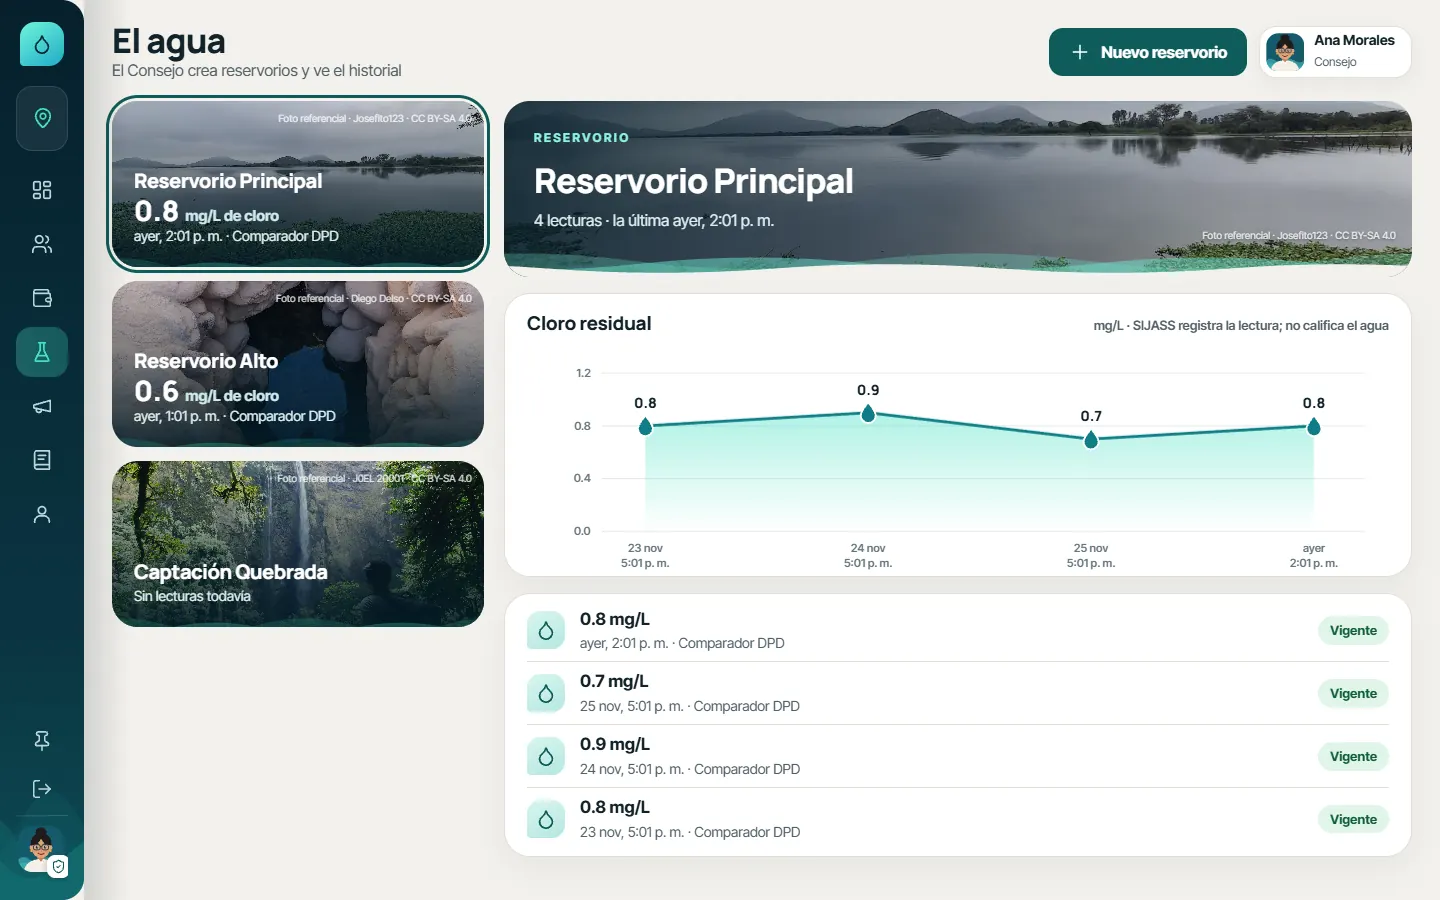 El agua
El Consejo crea reservorios y ve el historial
Nuevo reservorio
Ana Morales
Consejo
Foto referencial · Josefito123 · CC BY-SA 4.0
Reservorio Principal
0.8 mg/L de cloro
ayer, 2:01 p. m. · Comparador DPD
Foto referencial · Diego Delso · CC BY-SA 4.0
Reservorio Alto
0.6 mg/L de cloro
ayer, 1:01 p. m. · Comparador DPD
Foto referencial · J0EL 20001 · CC BY-SA 4.0
Captación Quebrada
Sin lecturas todavía
RESERVORIO
Reservorio Principal
4 lecturas · la última ayer, 2:01 p. m.
Foto referencial · Josefito123 · CC BY-SA 4.0
Cloro residual
mg/L · SIJASS registra la lectura; no califica el agua
1.2
0.8
0.4
0.0
0.8
0.9
0.7
0.8
23 nov
5:01 p. m.
24 nov
5:01 p. m.
25 nov
5:01 p. m.
ayer
2:01 p. m.
0.8 mg/L
ayer, 2:01 p. m. · Comparador DPD
Vigente
0.7 mg/L
25 nov, 5:01 p. m. · Comparador DPD
Vigente
0.9 mg/L
24 nov, 5:01 p. m. · Comparador DPD
Vigente
0.8 mg/L
23 nov, 5:01 p. m. · Comparador DPD
Vigente